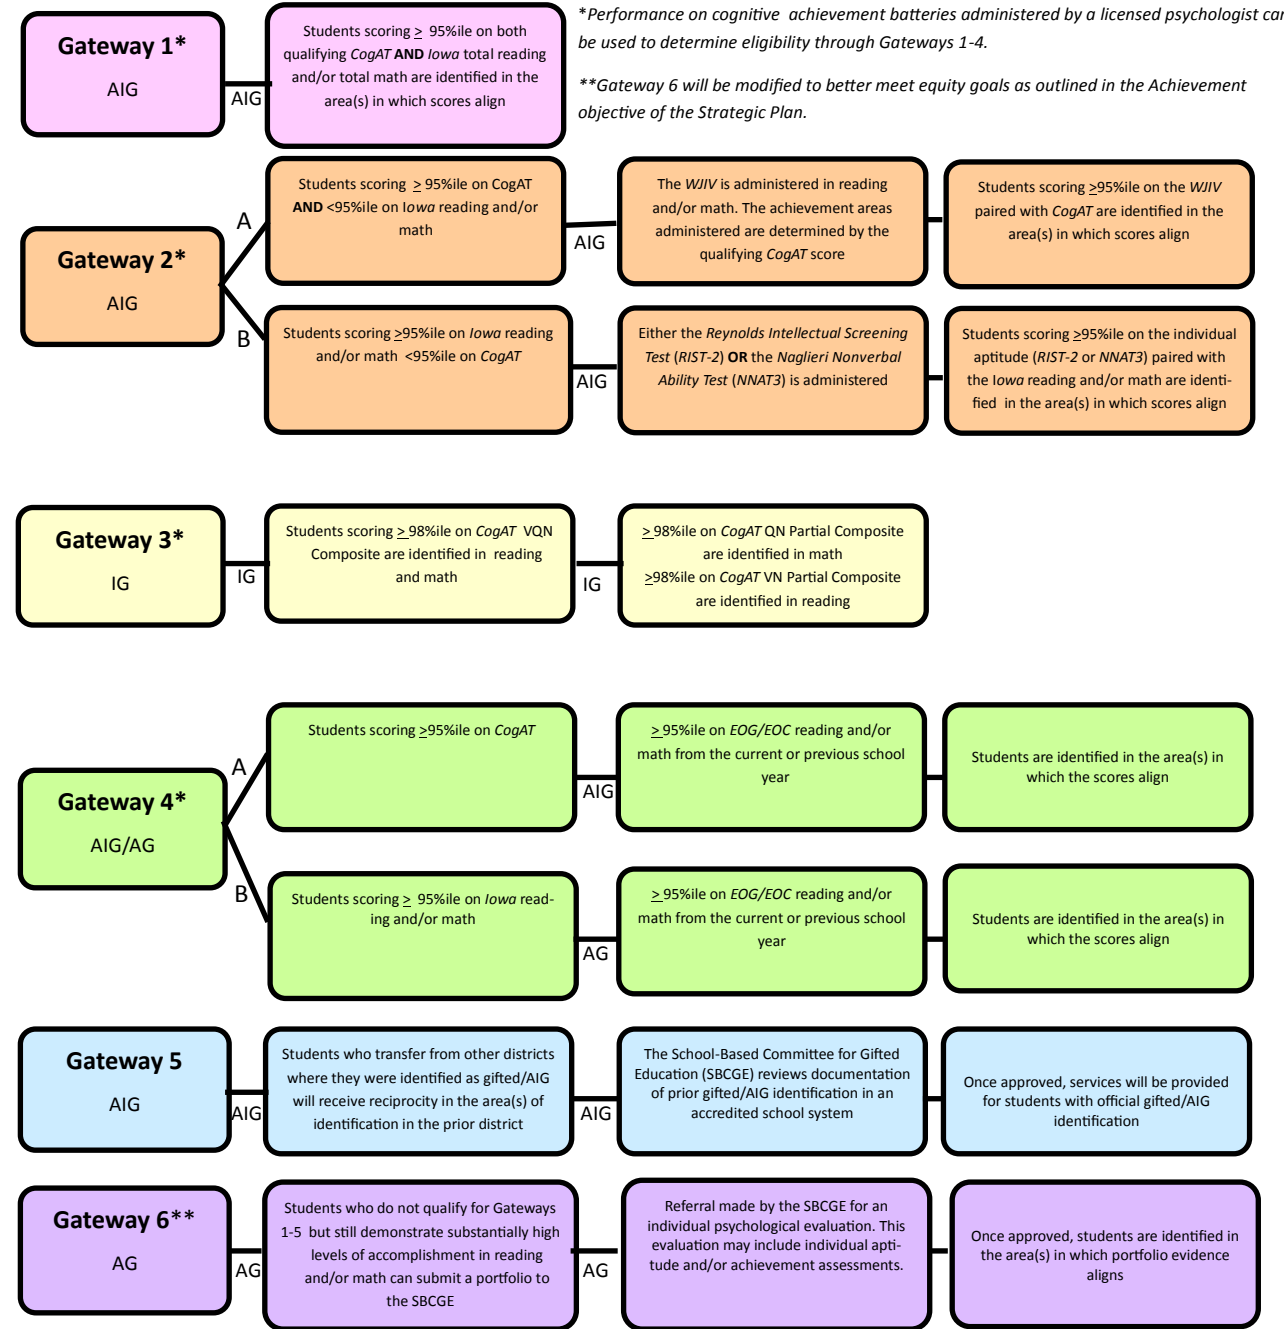 *Performance on cognitive  achievement batteries administered by a licensed psychologist can
be used to determine eligibility through Gateways 1-4.
**Gateway 6 will be modified to better meet equity goals as outlined in the Achievement
objective of the Strategic Plan.
Gateway 1*
AIG
AIG
Students scoring > 95%ile on both
qualifying CogAT AND Iowa total reading
and/or total math are identified in the
area(s) in which scores align
Gateway 2*
AIG
A
Students scoring  > 95%ile on CogAT
AND <95%ile on Iowa reading and/or
math
AIG
The WJIV is administered in reading
and/or math. The achievement areas
administered are determined by the
qualifying CogAT score
Students scoring >95%ile on the WJIV
paired with CogAT are identified in the
area(s) in which scores align
B
Students scoring >95%ile on Iowa reading
and/or math  <95%ile on CogAT
AIG
Either the Reynolds Intellectual Screening
Test (RIST-2) OR the Naglieri Nonverbal
Ability Test (NNAT3) is administered
Students scoring >95%ile on the individual
aptitude (RIST-2 or NNAT3) paired with
the Iowa reading and/or math are identi-
fied  in the area(s) in which scores align
Gateway 3*
IG
IG
Students scoring > 98%ile on CogAT  VQN
Composite are identified in  reading
and math
IG
> 98%ile on CogAT QN Partial Composite
are identified in math
>98%ile on CogAT VN Partial Composite
are identified in reading
Gateway 4*
AIG/AG
A
Students scoring >95%ile on CogAT
AIG
> 95%ile on EOG/EOC reading and/or
math from the current or previous school
year
Students are identified in the area(s) in
which the scores align
B
Students scoring >  95%ile on Iowa read-
ing and/or math
AG
> 95%ile on EOG/EOC reading and/or
math from the current or previous school
year
Students are identified in the area(s) in
which the scores align
Gateway 5
AIG
AIG
Students who transfer from other districts
where they were identified as gifted/AIG
will receive reciprocity in the area(s) of
identification in the prior district
AIG
The School-Based Committee for Gifted
Education (SBCGE) reviews documentation
of prior gifted/AIG identification in an
accredited school system
Once approved, services will be provided
for students with official gifted/AIG
identification
Gateway 6**
AG
AG
Students who do not qualify for Gateways
1-5 but still demonstrate substantially high
levels of accomplishment in reading
and/or math can submit a portfolio to
the SBCGE
AG
Referral made by the SBCGE for an
individual psychological evaluation. This
evaluation may include individual apti-
tude and/or achievement assessments.
Once approved, students are identified in
the area(s) in which portfolio evidence
aligns